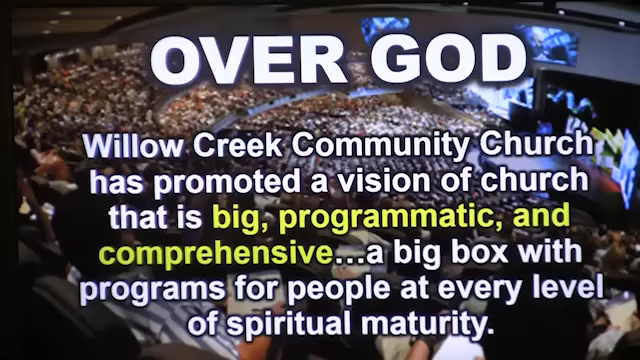 OVER GOD
Willow Creek Community Church
has promoted a vision of church
that is big, programmatic, and
comprehensive…a big box with
programs for people at every level
of spiritual maturity.